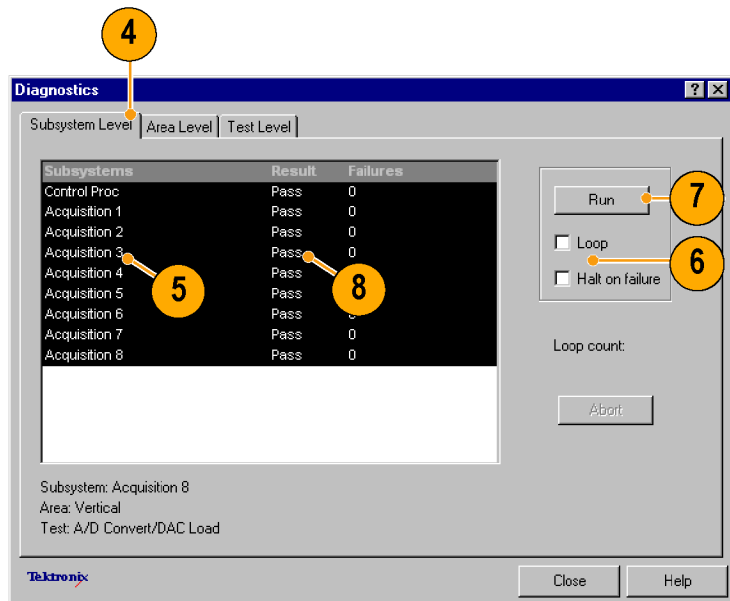 4
Diagnostics
Subsystem Level Area Level Test Level
Subsystems Result Failures
Control Proc Pass 0
Acquisition 1 Pass 0
Acquisition 2 Pass 0
Acquisition 3 Pass 0
Acquisition 4 Pass
Acquisition 5 Pass
Acquisition 6 Pass
Acquisition 7 Pass 0
Acquisition 8 Pass 0
5
8
Run
7
Loop
6
Halt on failure
Loop count:
Abort
Subsystem: Acquisition 8
Area: Vertical
Test: A/D Convert/DAC Load
Tektronix
Close Help